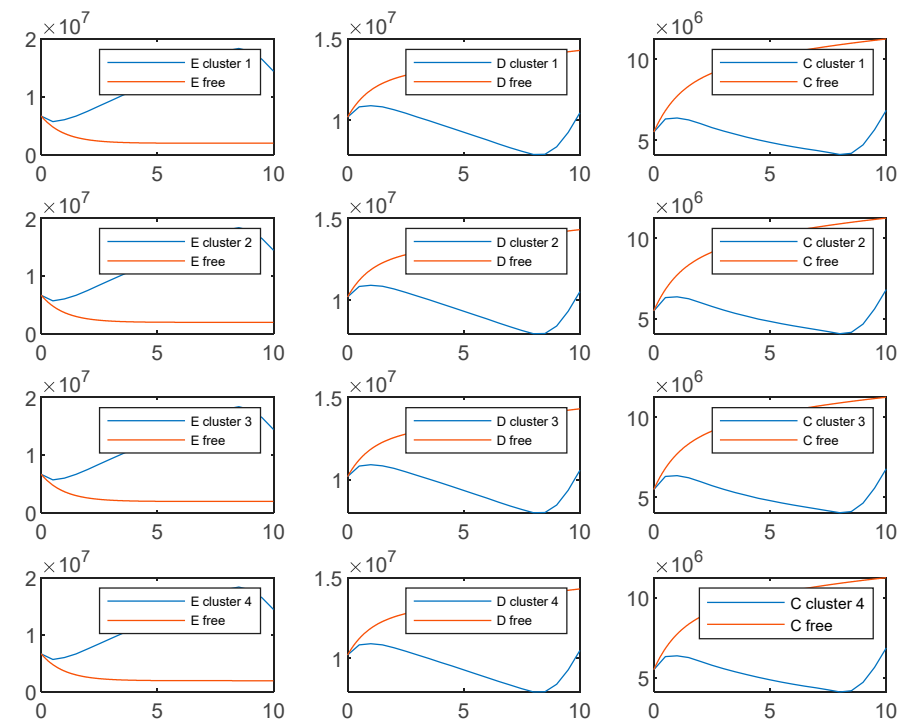 ×10^7 ×10^7 ×10^6
2 1.5 10
E cluster 1 D cluster 1 C cluster 1
E free D free C free
1 1 5
0
0 5 10 0 5 10 0 5 10
×10^7 ×10^7 ×10^6
2 1.5 10
E cluster 2 D cluster 2 C cluster 2
E free D free C free
1 1 5
0
0 5 10 0 5 10 0 5 10
×10^7 ×10^7 ×10^6
2 1.5 10
E cluster 3 D cluster 3 C cluster 3
E free D free C free
1 1 5
0
0 5 10 0 5 10 0 5 10
×10^7 ×10^7 ×10^6
2 1.5 10
E cluster 4 D cluster 4 C cluster 4
E free D free C free
1 1 5
0
0 5 10 0 5 10 0 5 10